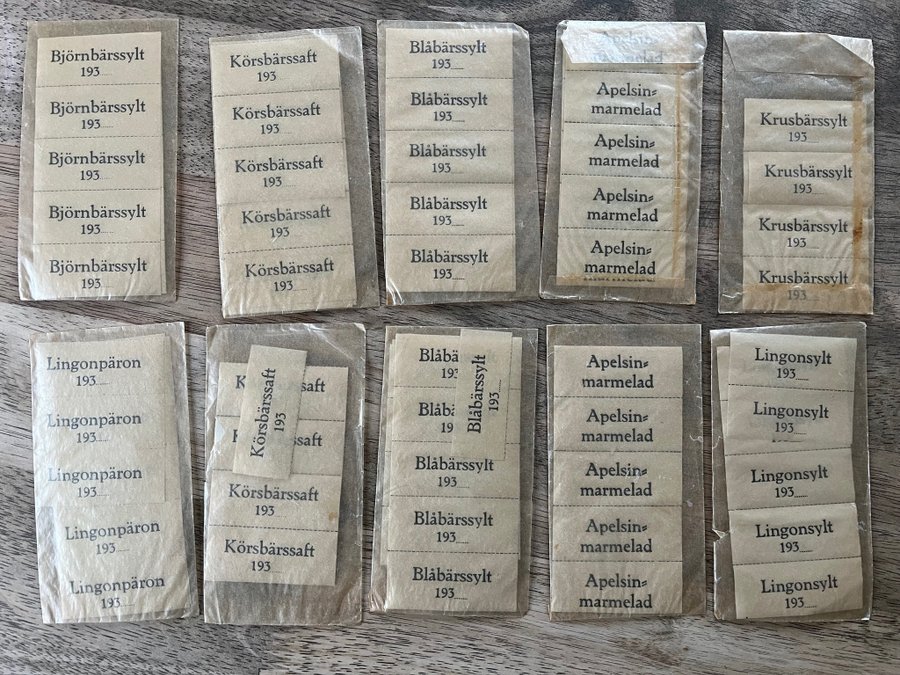 Björnbärssylt
193......
Björnbärssylt
193......
Björnbärssylt
193......
Björnbärssylt
193......
Björnbärssylt
193......
Körsbärssaft
193
Körsbärssaft
193
Körsbärssaft
193
Körsbärssaft
193
Körsbärssaft
193
Blåbärssylt
193......
Blåbärssylt
193......
Blåbärssylt
193......
Blåbärssylt
193......
Blåbärssylt
193......
marmelad
Apelsin=
marmelad
Apelsin=
marmelad
Apelsin=
marmelad
Apelsin=
marmelad
Krusbärssylt
193......
Krusbärssylt
193
Krusbärssylt
193......
Krusbärssylt
193......
Lingonpäron
193......
Lingonpäron
193......
Lingonpäron
193......
Lingonpäron
193......
Lingonpäron
193......
Körsbärssaft
193
Körsbärssaft
193
Körsbärssaft
193
Blåbärssylt
193......
Blåbärssylt
193......
Blåbärssylt
193......
Blåbärssylt
193......
Apelsin=
marmelad
Apelsin=
marmelad
Apelsin=
marmelad
Apelsin=
marmelad
Apelsin=
marmelad
Lingonsylt
193......
Lingonsylt
193......
Lingonsylt
193......
Lingonsylt
193......
Lingonsylt
193......